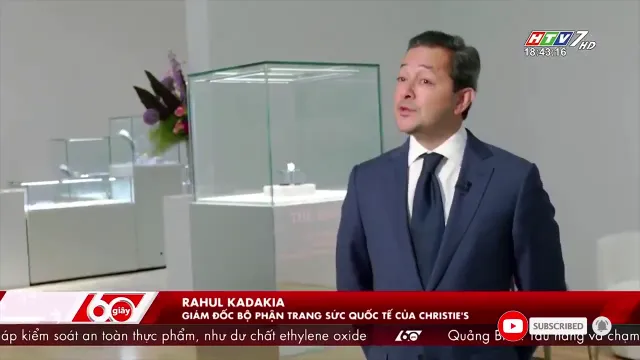 HTV7 HD
18:43:16
RAHUL KADAKIA
GIÁM ĐỐC BỘ PHẬN TRANG SỨC QUỐC TẾ CỦA CHRISTIE'S
60 giây
áp kiểm soát an toàn thực phẩm, như dư chất ethylene oxide
60
Quảng
SUBSCRIBED